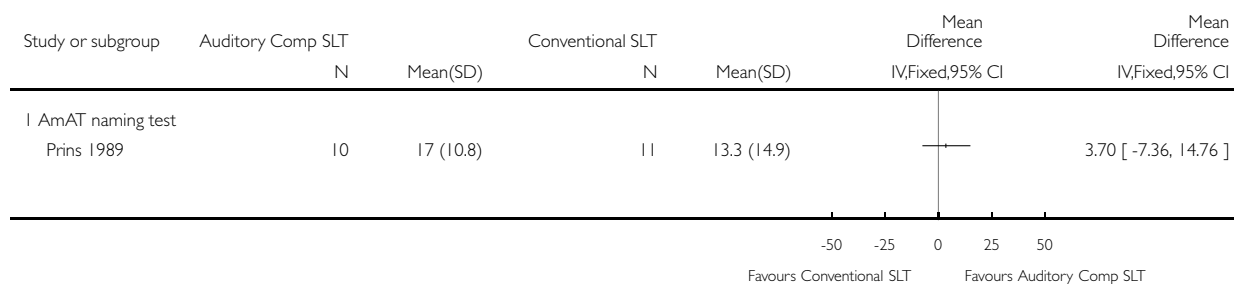 Study or subgroup Auditory Comp SLT Conventional SLT Mean Difference Mean Difference
N Mean(SD) N Mean(SD) IV,Fixed,95% CI IV,Fixed,95% CI
1 AmAT naming test
Prins 1989 10 17 (10.8) 11 13.3 (14.9) 3.70 [ -7.36, 14.76 ]
-50 -25 0 25 50
Favours Conventional SLT Favours Auditory Comp SLT